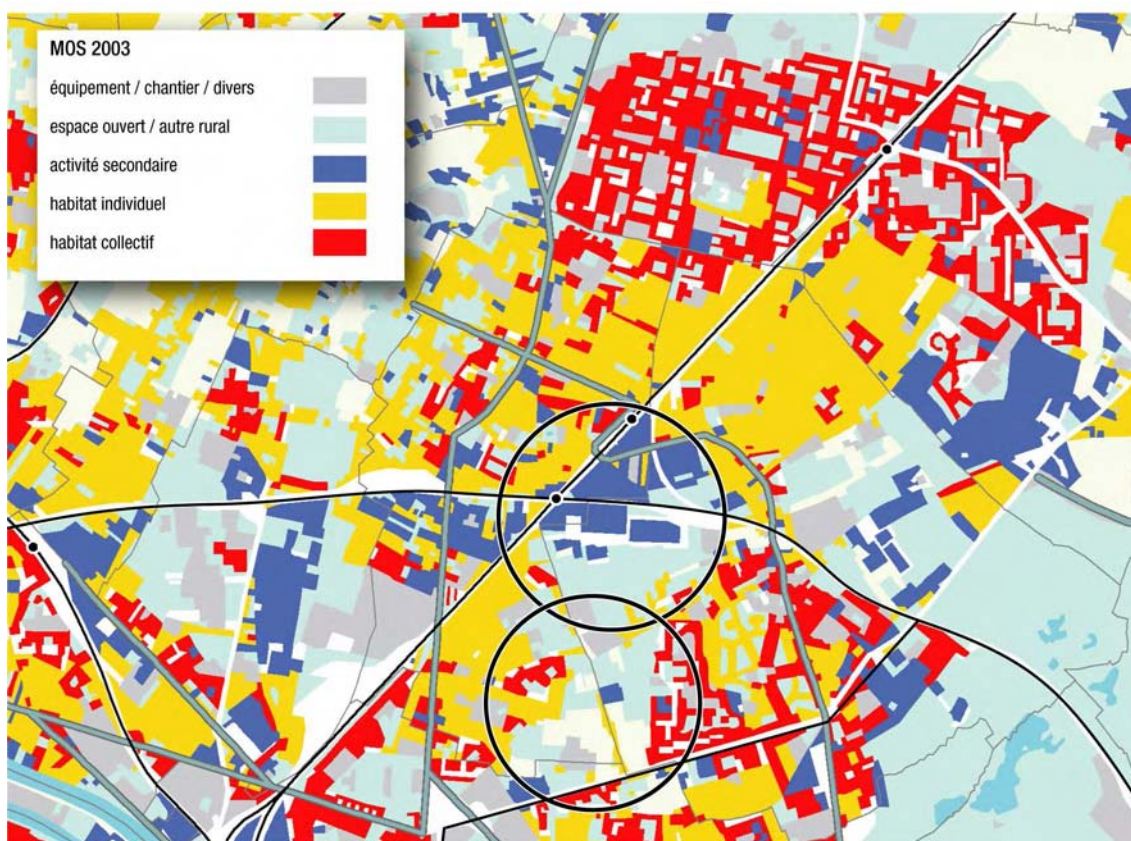 MOS 2003
équipement / chantier / divers
espace ouvert / autre rural
activité secondaire
habitat individuel
habitat collectif